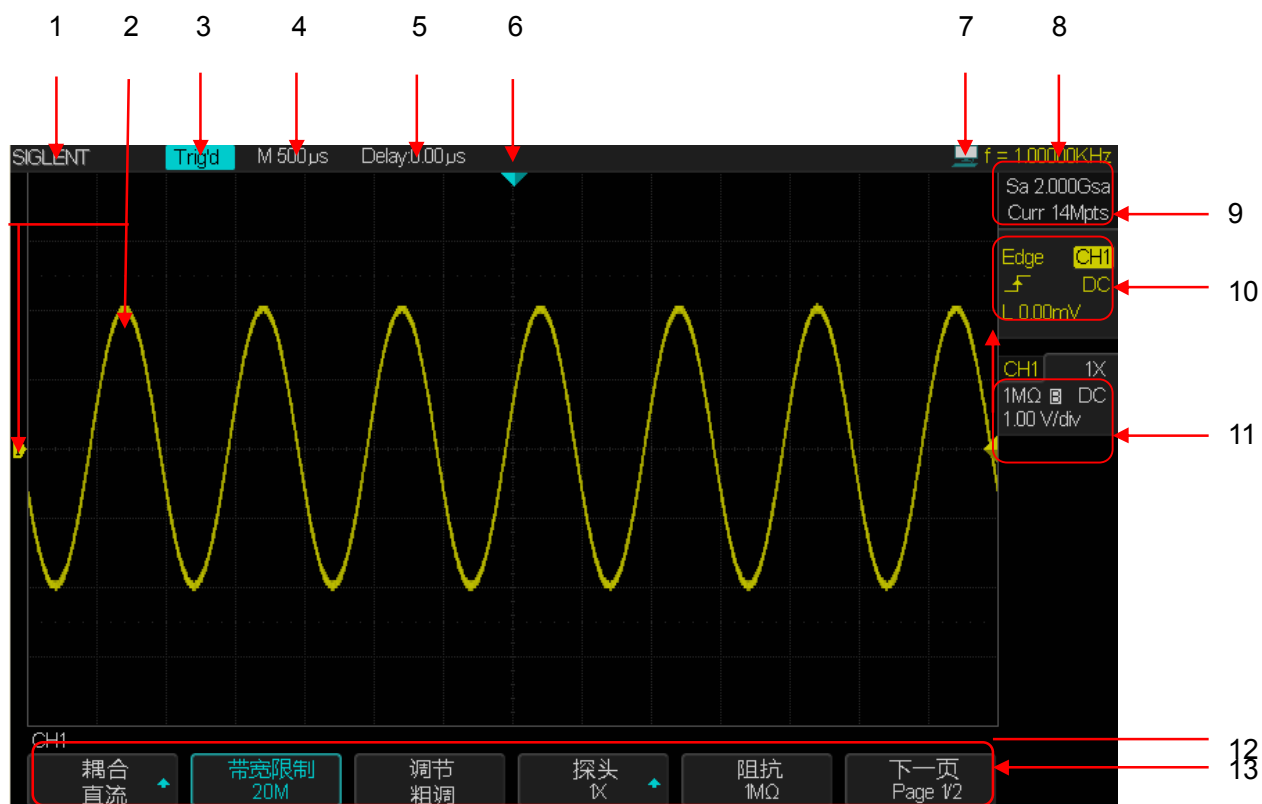 1 2 3 4 5 6 7 8
SIGLENT Trig'd M 500µs Delay:0.00µs f = 1.00000KHz
Sa 2.000Gsa
Curr 14Mpts
9
Edge CH1
DC
10
L 0.00mV
CH1 1X
1MΩ B DC
1.00 V/div
11
CH1
12
13
耦合
直流
带宽限制
20M
调节
粗调
探头
1X
阻抗
1MΩ
下一页
Page 1/2